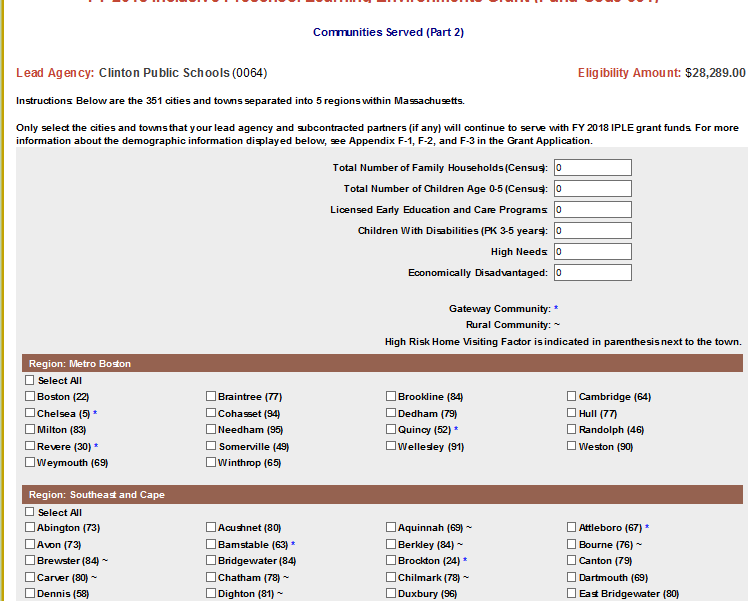 Communities Served (Part 2)
Lead Agency: Clinton Public Schools (0064) Eligibility Amount: $28,289.00
Instructions: Below are the 351 cities and towns separated into 5 regions within Massachusetts.
Only select the cities and towns that your lead agency and subcontracted partners (if any) will continue to serve with FY 2018 IPLE grant funds. For more
information about the demographic information displayed below, see Appendix F-1, F-2, and F-3 in the Grant Application.
Total Number of Family Households (Census): 0
Total Number of Children Age 0-5 (Census): 0
Licensed Early Education and Care Programs: 0
Children With Disabilities (PK 3-5 years): 0
High Needs: 0
Economically Disadvantaged: 0
Gateway Community: *
Rural Community: ~
High Risk Home Visiting Factor is indicated in parenthesis next to the town.
Region: Metro Boston
Select All
Boston (22) Braintree (77) Brookline (84) Cambridge (64)
Chelsea (5) * Cohasset (94) Dedham (79) Hull (77)
Milton (83) Needham (95) Quincy (52) * Randolph (46)
Revere (30) * Somerville (49) Wellesley (91) Weston (90)
Weymouth (69) Winthrop (65)
Region: Southeast and Cape
Select All
Abington (73) Acushnet (80) Aquinnah (69) ~ Attleboro (67) *
Avon (73) Barnstable (63) * Berkley (84) ~ Bourne (76) ~
Brewster (84) ~ Bridgewater (84) Brockton (24) * Canton (79)
Carver (80) ~ Chatham (78) ~ Chilmark (78) ~ Dartmouth (69)
Dennis (58) Dighton (81) ~ Duxbury (96) East Bridgewater (80)